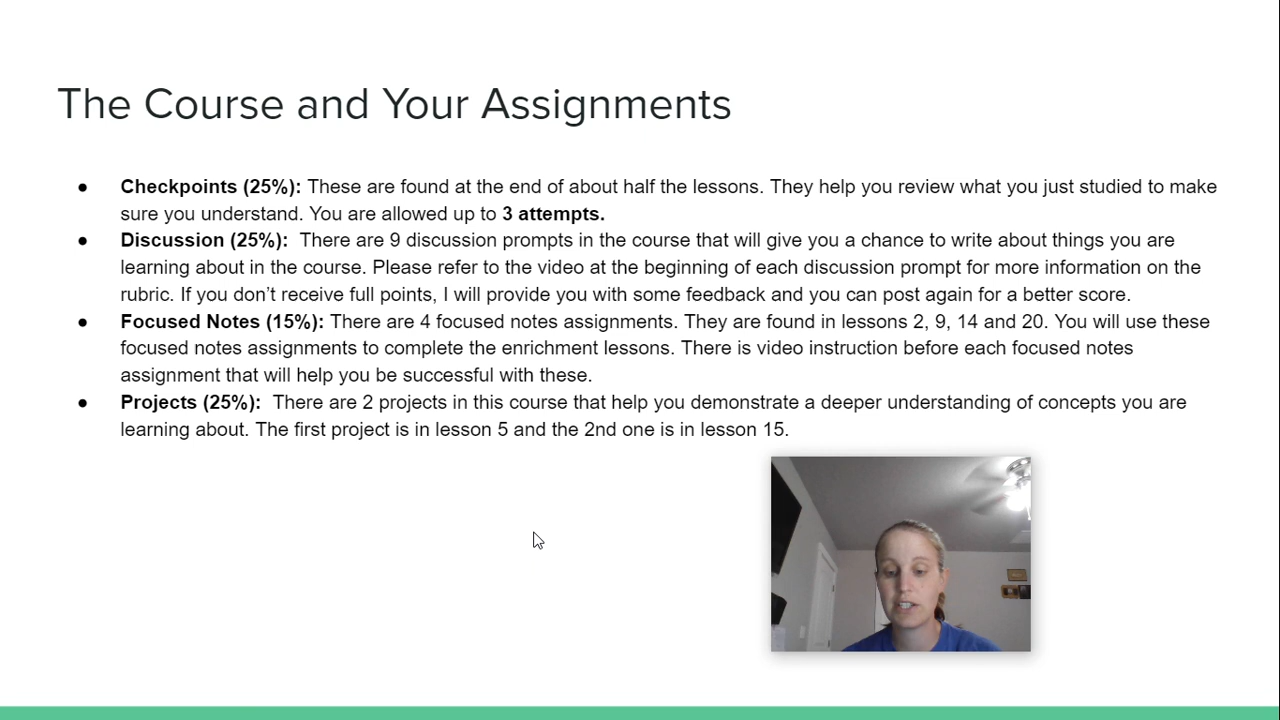 The Course and Your Assignments
● Checkpoints (25%): These are found at the end of about half the lessons. They help you review what you just studied to make
sure you understand. You are allowed up to 3 attempts.
● Discussion (25%):  There are 9 discussion prompts in the course that will give you a chance to write about things you are
learning about in the course. Please refer to the video at the beginning of each discussion prompt for more information on the
rubric. If you don’t receive full points, I will provide you with some feedback and you can post again for a better score.
● Focused Notes (15%): There are 4 focused notes assignments. They are found in lessons 2, 9, 14 and 20. You will use these
focused notes assignments to complete the enrichment lessons. There is video instruction before each focused notes
assignment that will help you be successful with these.
● Projects (25%):  There are 2 projects in this course that help you demonstrate a deeper understanding of concepts you are
learning about. The first project is in lesson 5 and the 2nd one is in lesson 15.